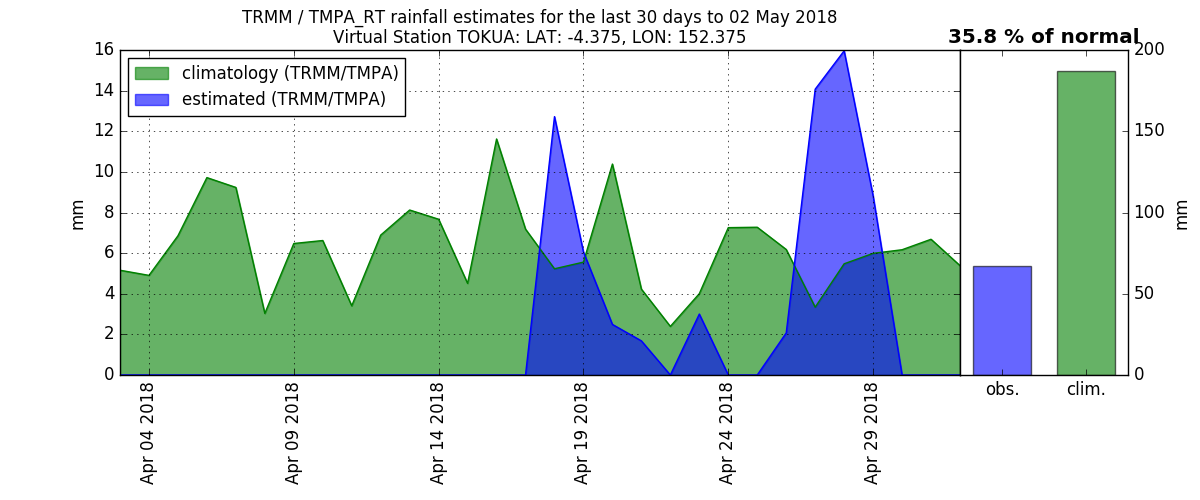 TRMM / TMPA_RT rainfall estimates for the last 30 days to 02 May 2018
Virtual Station TOKUA: LAT: -4.375, LON: 152.375
35.8 % of normal
climatology (TRMM/TMPA)
estimated (TRMM/TMPA)
16
14
12
10
8
6
4
2
0
mm
Apr 04 2018
Apr 09 2018
Apr 14 2018
Apr 19 2018
Apr 24 2018
Apr 29 2018
obs.
clim.
200
150
100
50
0
mm